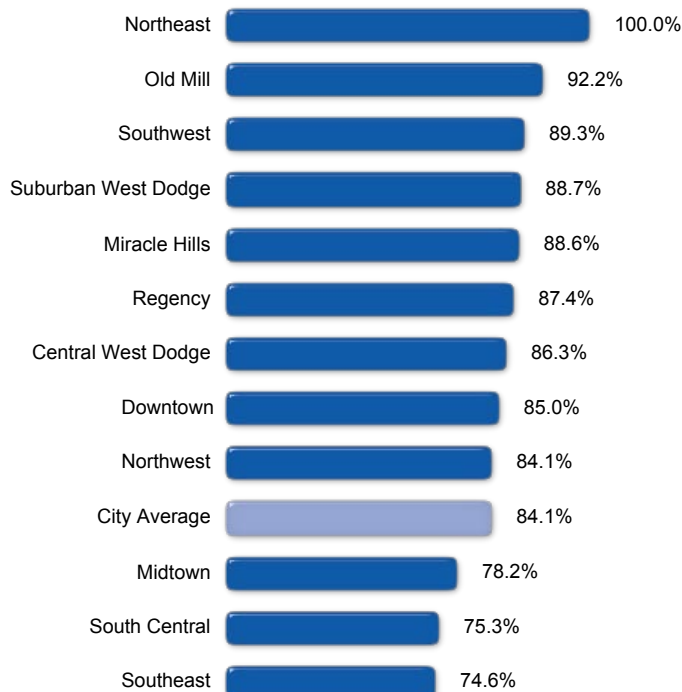 Northeast 100.0%
Old Mill 92.2%
Southwest 89.3%
Suburban West Dodge 88.7%
Miracle Hills 88.6%
Regency 87.4%
Central West Dodge 86.3%
Downtown 85.0%
Northwest 84.1%
City Average 84.1%
Midtown 78.2%
South Central 75.3%
Southeast 74.6%